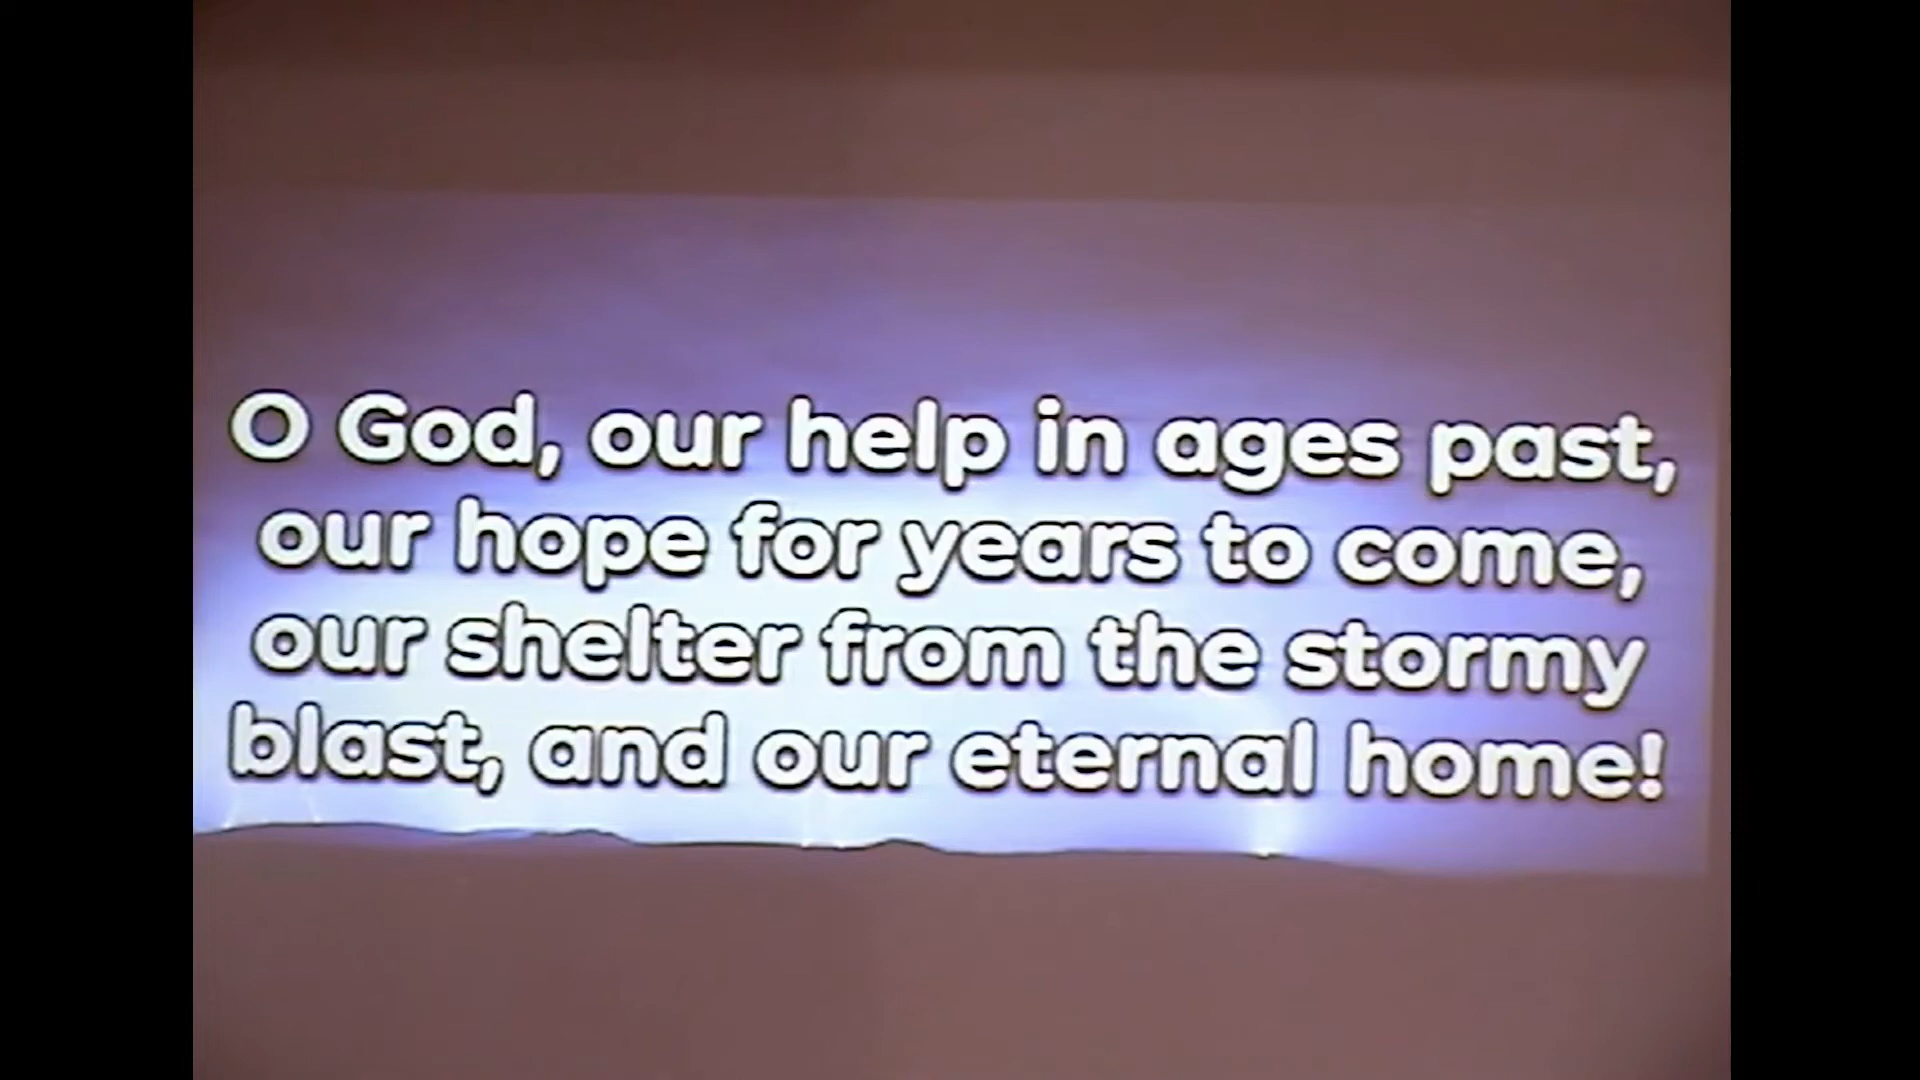 O God, our help in ages past,
our hope for years to come,
our shelter from the stormy
blast, and our eternal home!